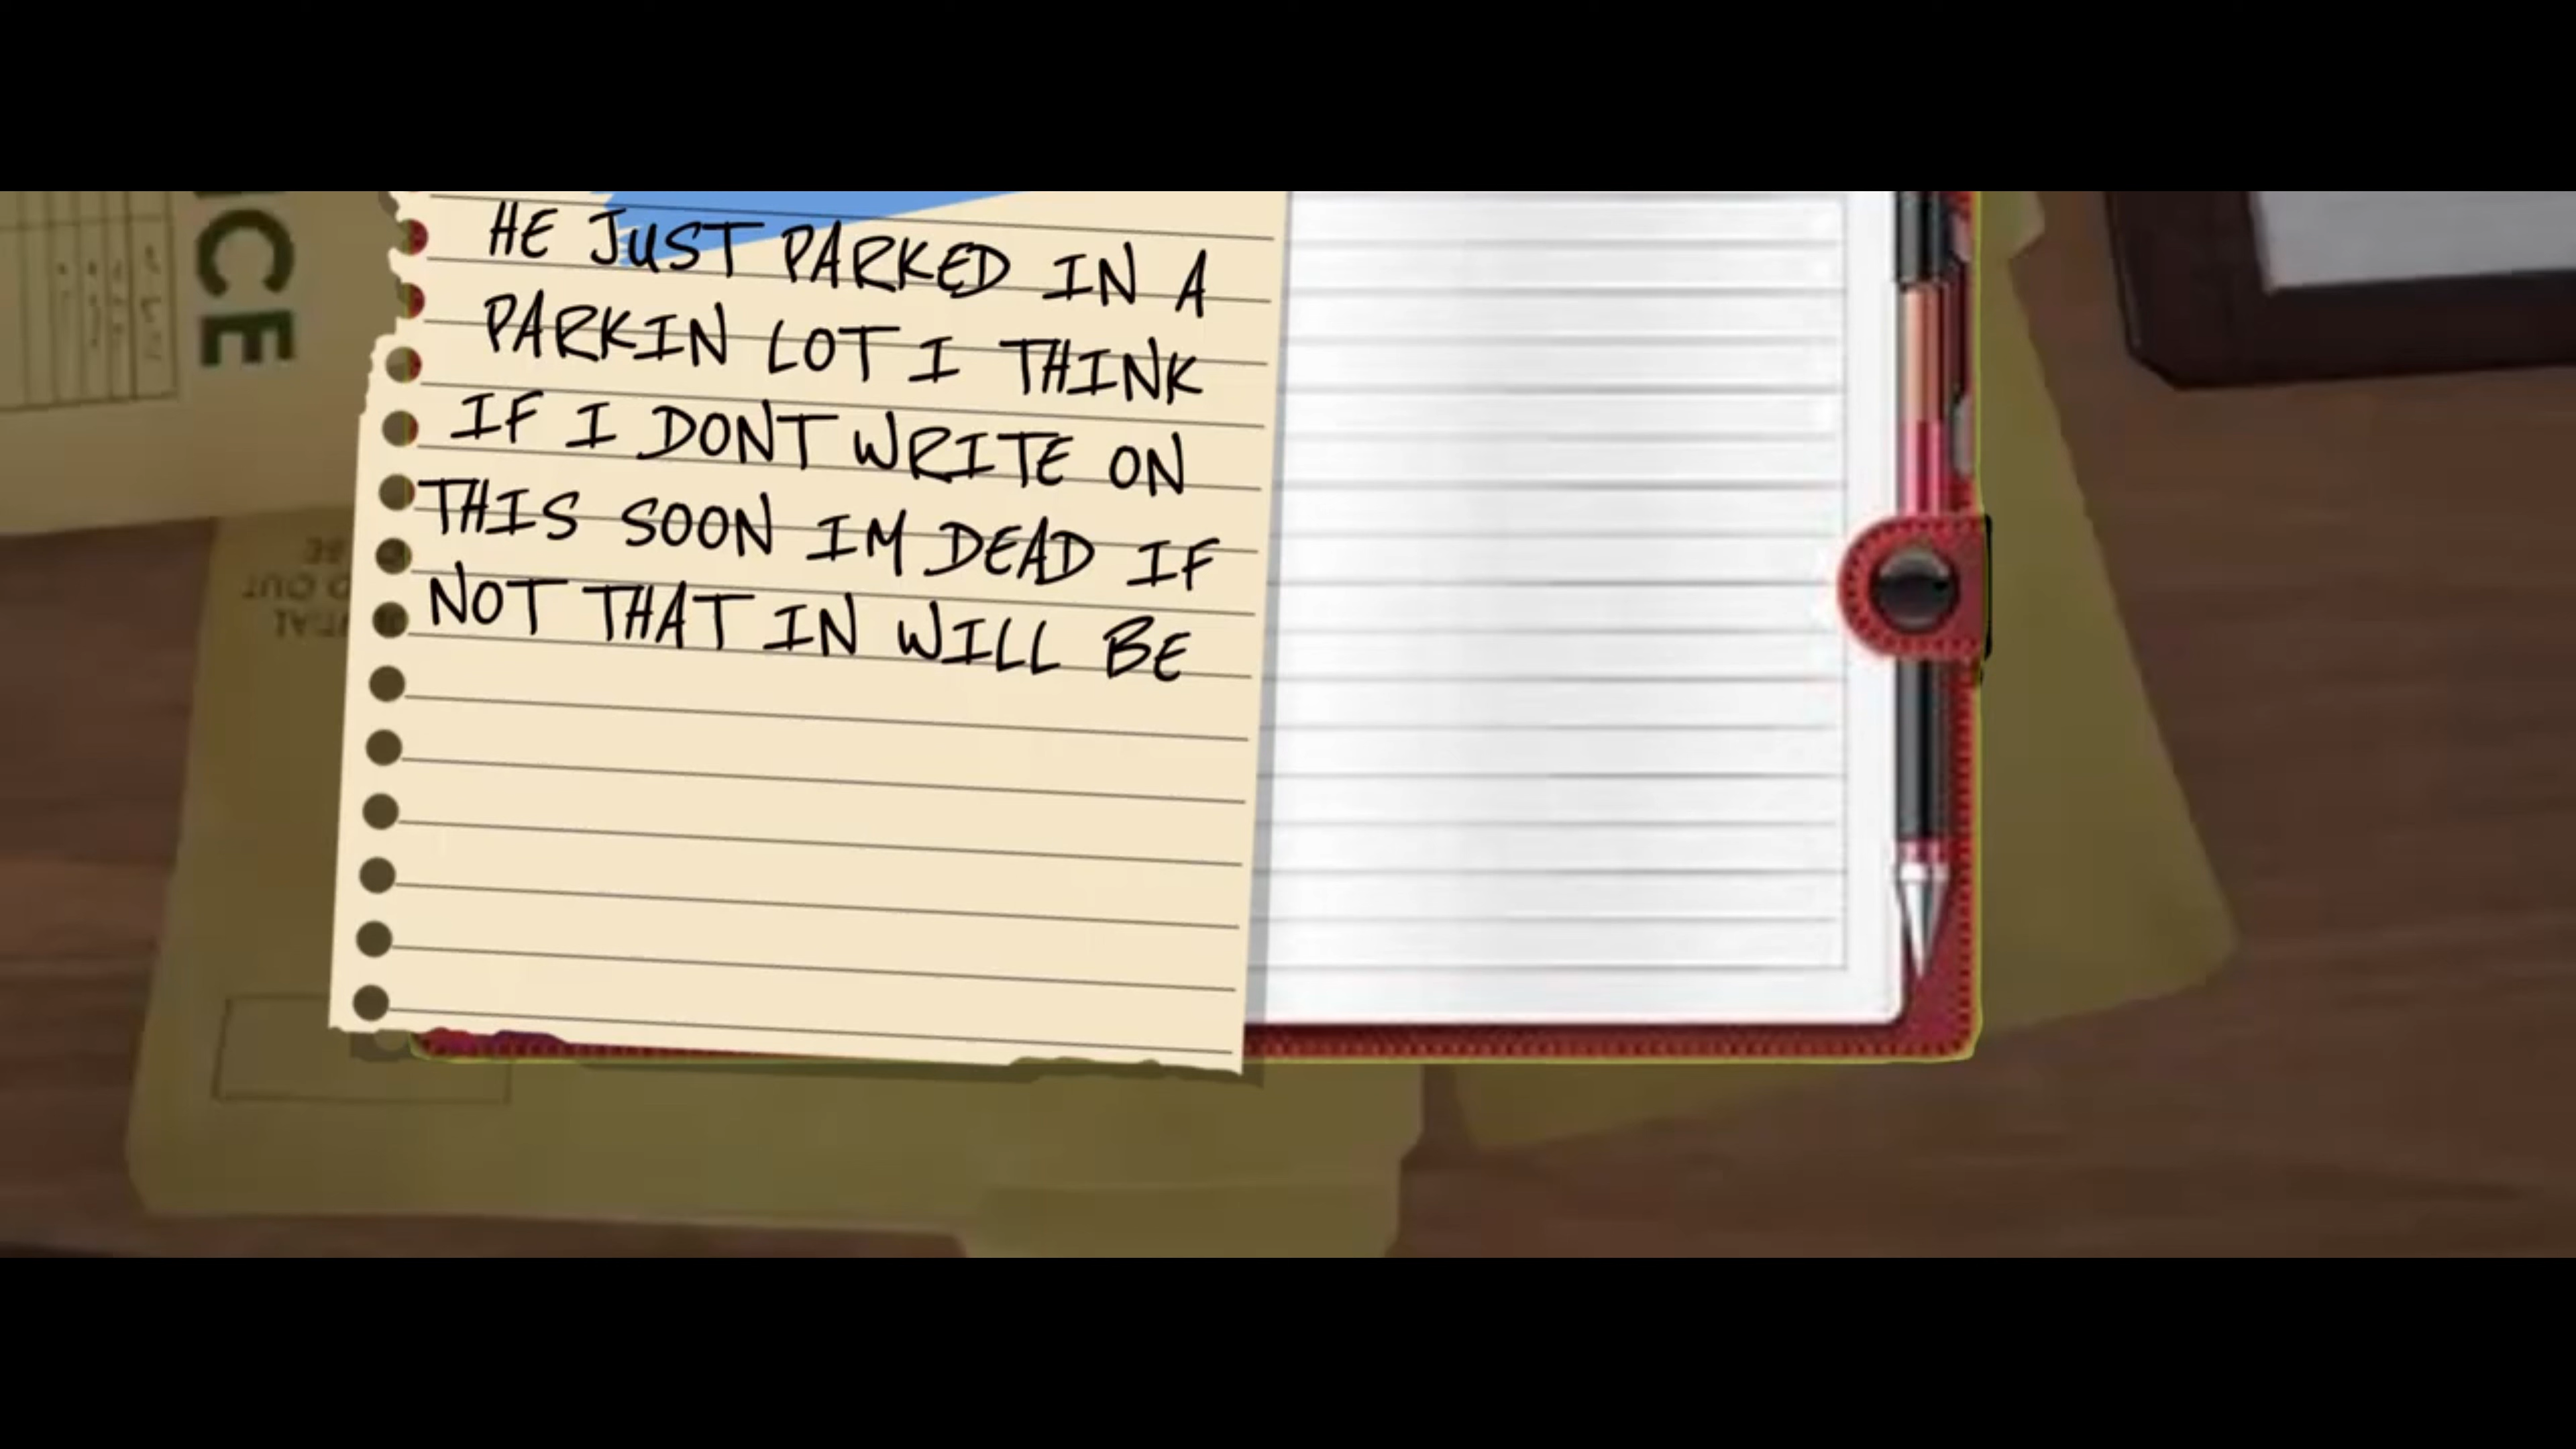 HE JUST PARKED IN A
PARKIN LOT I THINK
IF I DONT WRITE ON
THIS SOON IM DEAD IF
NOT THAT IN WILL BE